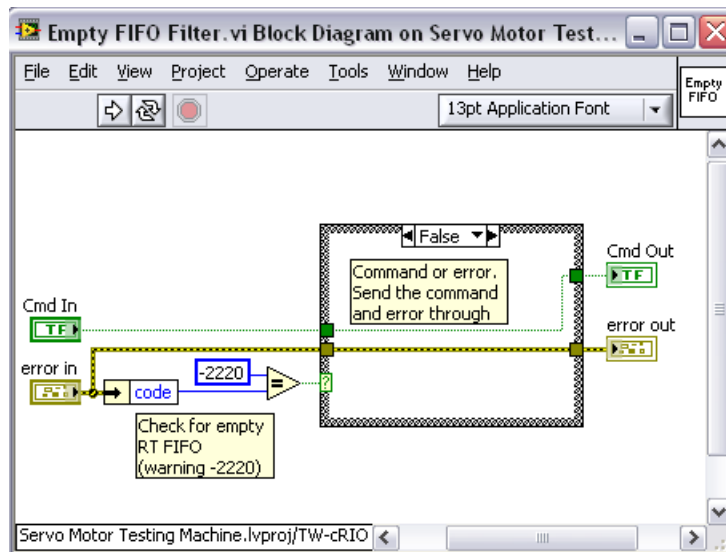 Empty FIFO Filter.vi Block Diagram on Servo Motor Test...
File Edit View Project Operate Tools Window Help
Empty
FIFO
13pt Application Font
False
Command or error.
Send the command
and error through
Cmd Out
TF
Cmd In
TF
error out
error in
-2220
=
code
?
Check for empty
RT FIFO
(warning -2220)
Servo Motor Testing Machine.lvproj/TW-cRIO